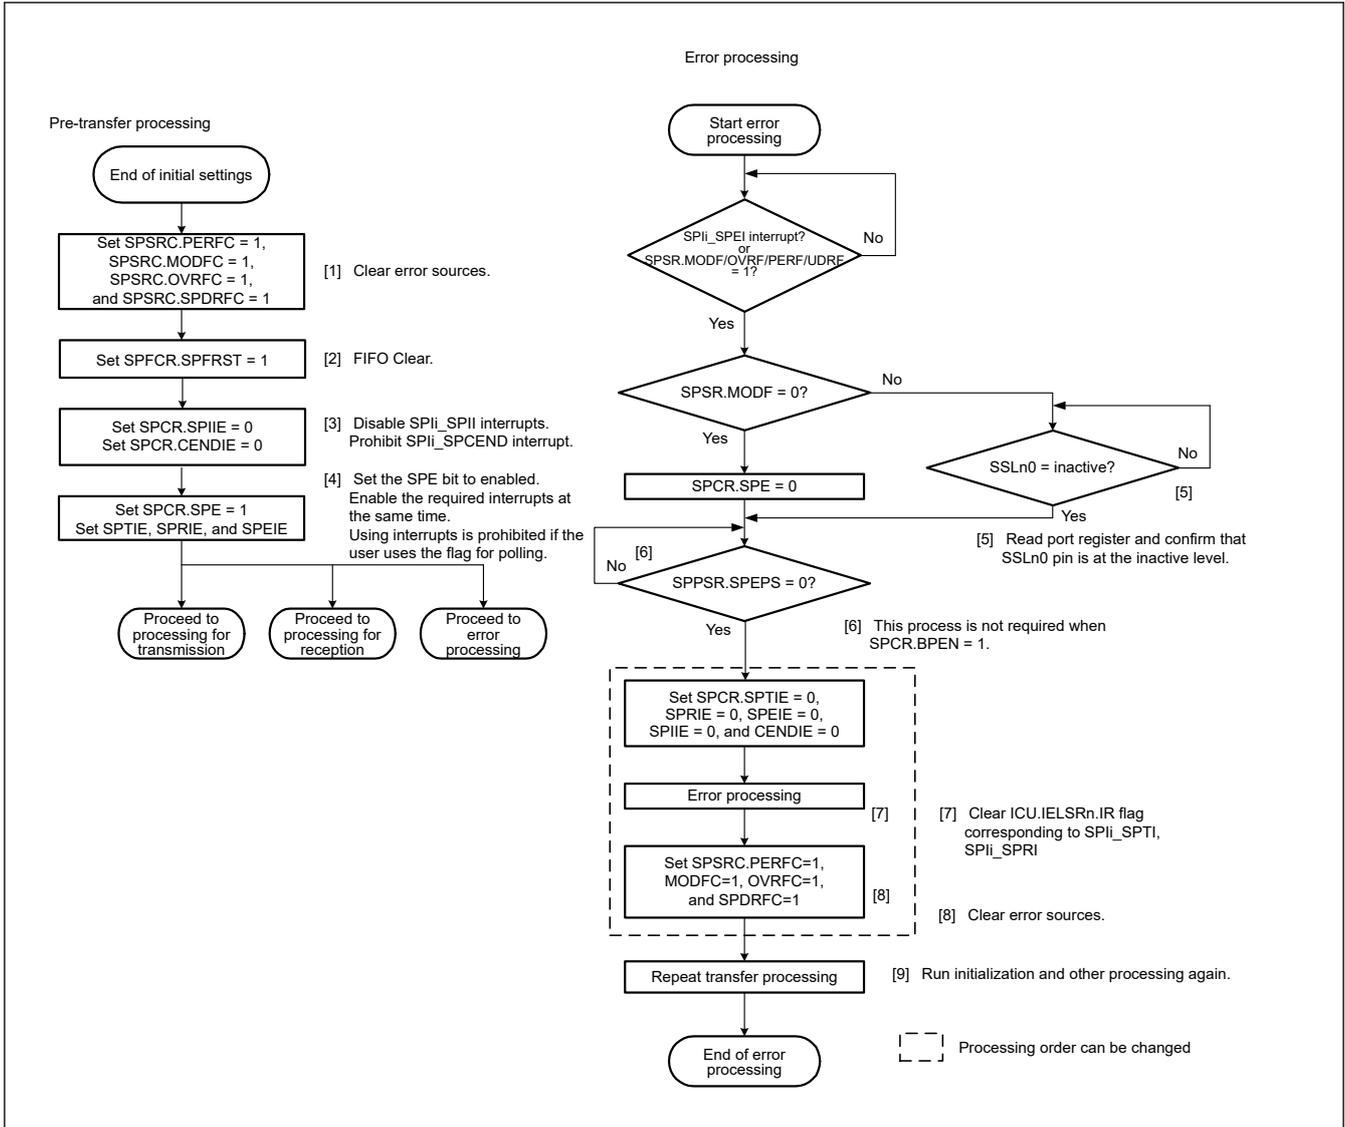 Error processing
Pre-transfer processing
End of initial settings
Set SPSRC.PERFC = 1,
SPSRC.MODFC = 1,
SPSRC.OVRFC = 1,
and SPSRC.SPDRFC = 1
[1] Clear error sources.
Set SPFCR.SPFRST = 1
[2] FIFO Clear.
Set SPCR.SPIIE = 0
Set SPCR.CENDIE = 0
[3] Disable SPIi_SPII interrupts.
Prohibit SPIi_SPCEND interrupt.
Set SPCR.SPE = 1
Set SPTIE, SPRIE, and SPEIE
[4] Set the SPE bit to enabled.
Enable the required interrupts at
the same time.
Using interrupts is prohibited if the
user uses the flag for polling.
Proceed to
processing for
transmission
Proceed to
processing for
reception
Proceed to
error
processing
Start error
processing
SPIi_SPEI interrupt?
or
SPSR.MODF/OVRF/PERF/UDRF
= 1?
No
Yes
SPSR.MODF = 0?
No
Yes
SSLn0 = inactive?
No
[5]
Yes
SPCR.SPE = 0
[5] Read port register and confirm that
SSLn0 pin is at the inactive level.
[6]
No
SPPSR.SPEPS = 0?
Yes
[6] This process is not required when
SPCR.BPEN = 1.
Set SPCR.SPTIE = 0,
SPRIE = 0, SPEIE = 0,
SPIIE = 0, and CENDIE = 0
Error processing
[7]
[7] Clear ICU.IELSRn.IR flag
corresponding to SPIi_SPTI,
SPIi_SPRI
Set SPSRC.PERFC=1,
MODFC=1, OVRFC=1,
and SPDRFC=1
[8]
[8] Clear error sources.
Repeat transfer processing
[9] Run initialization and other processing again.
End of error
processing
Processing order can be changed